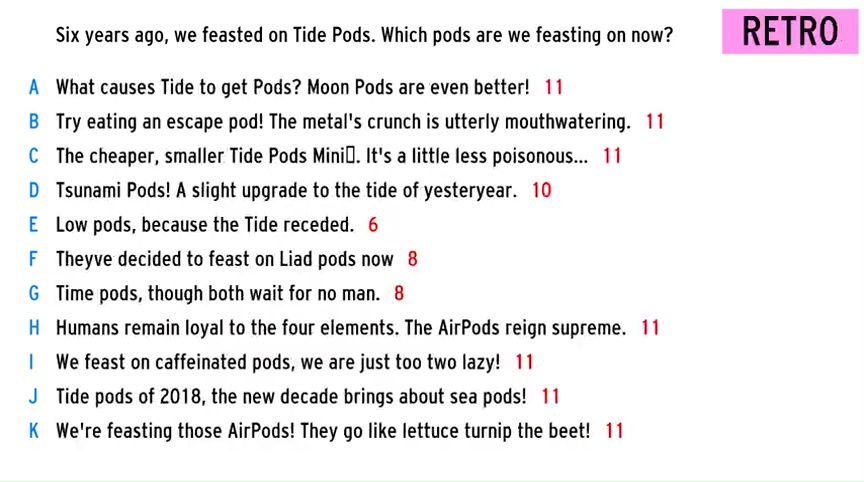 Six years ago, we feasted on Tide Pods. Which pods are we feasting on now? RETRO
A What causes Tide to get Pods? Moon Pods are even better! 11
B Try eating an escape pod! The metal's crunch is utterly mouthwatering. 11
C The cheaper, smaller Tide Pods Mini▯. It's a little less poisonous... 11
D Tsunami Pods! A slight upgrade to the tide of yesteryear. 10
E Low pods, because the Tide receded. 6
F Theyve decided to feast on Liad pods now 8
G Time pods, though both wait for no man. 8
H Humans remain loyal to the four elements. The AirPods reign supreme. 11
I We feast on caffeinated pods, we are just too two lazy! 11
J Tide pods of 2018, the new decade brings about sea pods! 11
K We're feasting those AirPods! They go like lettuce turnip the beet! 11